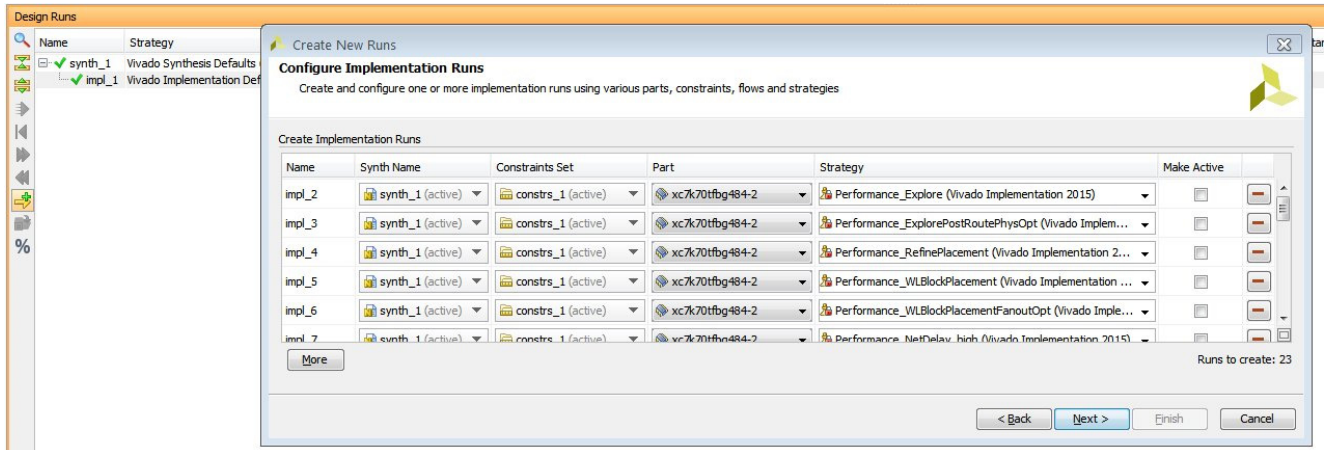 Design Runs
Name Strategy
synth_1 Vivado Synthesis Defaults
impl_1 Vivado Implementation Def
Create New Runs
Configure Implementation Runs
Create and configure one or more implementation runs using various parts, constraints, flows and strategies
Create Implementation Runs
Name Synth Name Constraints Set Part Strategy Make Active
impl_2 synth_1 (active) constrs_1 (active) xc7k70tfbg484-2 Performance_Explore (Vivado Implementation 2015)
impl_3 synth_1 (active) constrs_1 (active) xc7k70tfbg484-2 Performance_ExplorePostRoutePhysOpt (Vivado Implem...
impl_4 synth_1 (active) constrs_1 (active) xc7k70tfbg484-2 Performance_RefinePlacement (Vivado Implementation 2...
impl_5 synth_1 (active) constrs_1 (active) xc7k70tfbg484-2 Performance_WLBlockPlacement (Vivado Implementation ...
impl_6 synth_1 (active) constrs_1 (active) xc7k70tfbg484-2 Performance_WLBlockPlacementFanoutOpt (Vivado Imple...
impl_7 synth_1 (active) constrs_1 (active) xc7k70tfbg484-2 Performance_NetDelay_high (Vivado Implementation 2015)
More Runs to create: 23
< Back Next > Finish Cancel